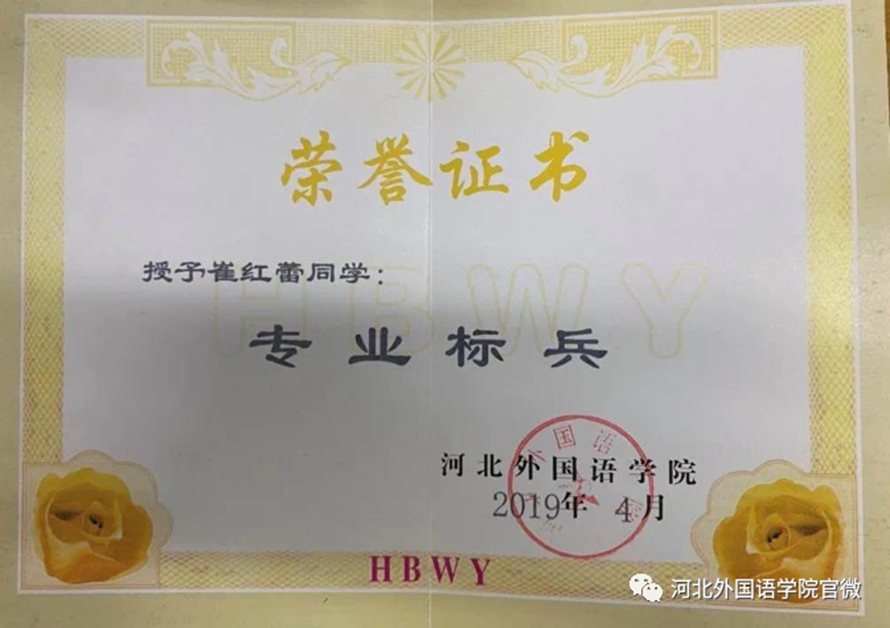 荣誉证书
授予崔红蕾同学：
HBWY
专业标兵
河北外国语学院
2019年 4月
HBWY
河北外国语学院官微